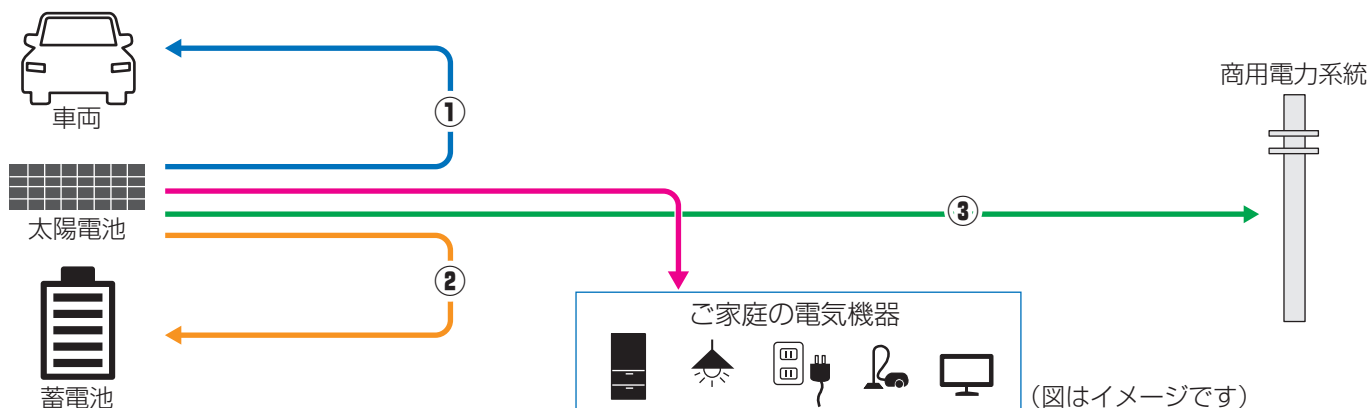 車両
①
商用電力系統
太陽電池
③
②
ご家庭の電気機器
蓄電池
（図はイメージです）